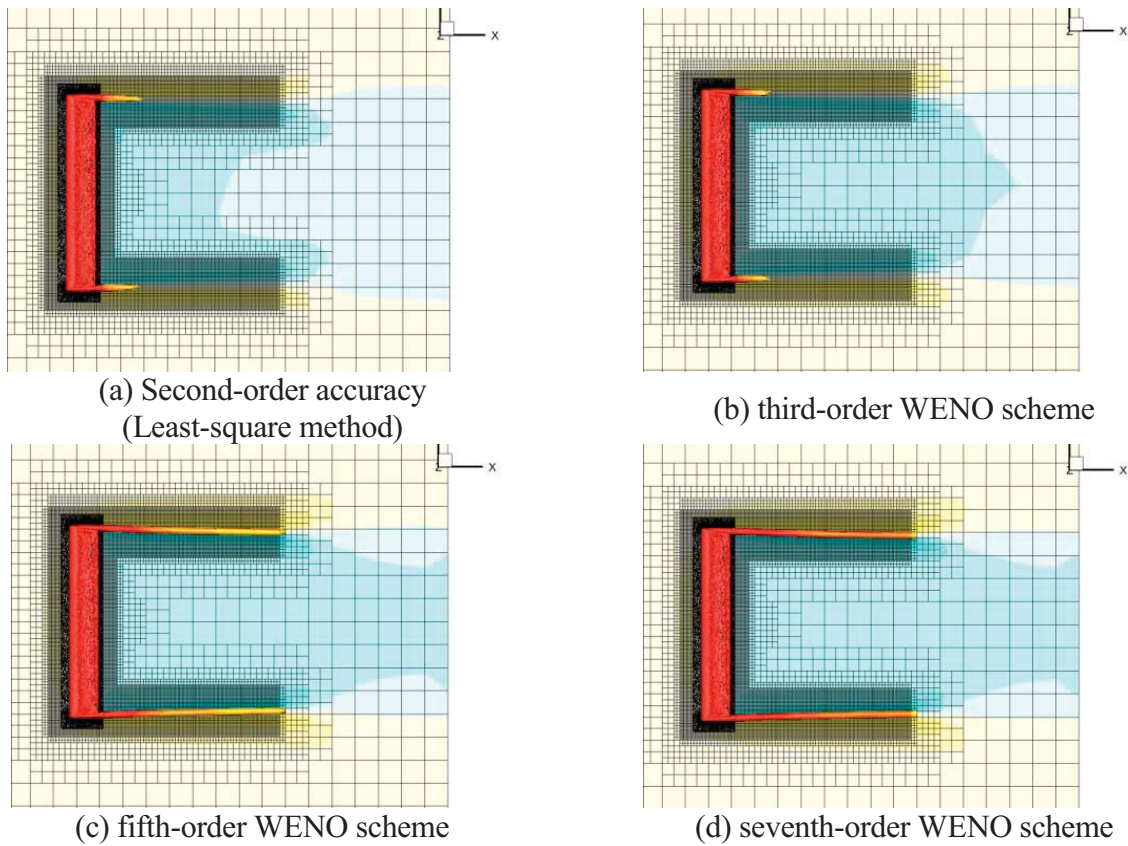 Z X
Z X
(a) Second-order accuracy
(Least-square method)
(b) third-order WENO scheme
Z X
Z X
(c) fifth-order WENO scheme
(d) seventh-order WENO scheme